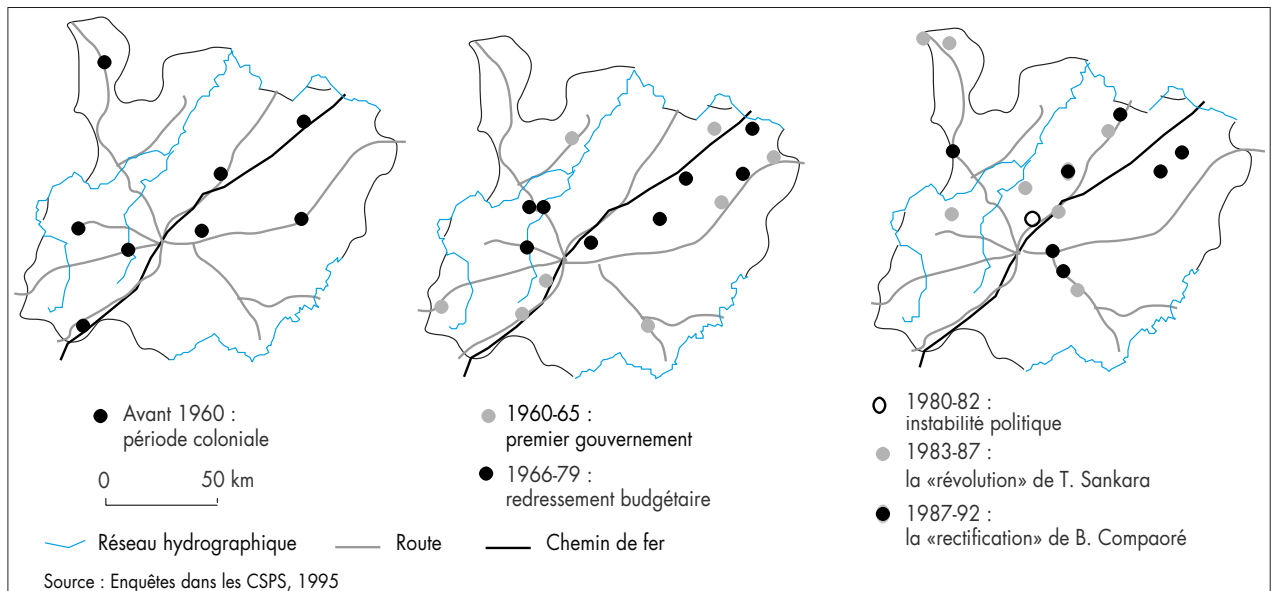 Avant 1960 :
période coloniale
0 50 km
1960-65 :
premier gouvernement
1966-79 :
redressement budgétaire
1980-82 :
instabilité politique
1983-87 :
la «révolution» de T. Sankara
1987-92 :
la «rectification» de B. Compaoré
Réseau hydrographique Route Chemin de fer
Source : Enquêtes dans les CSPS, 1995